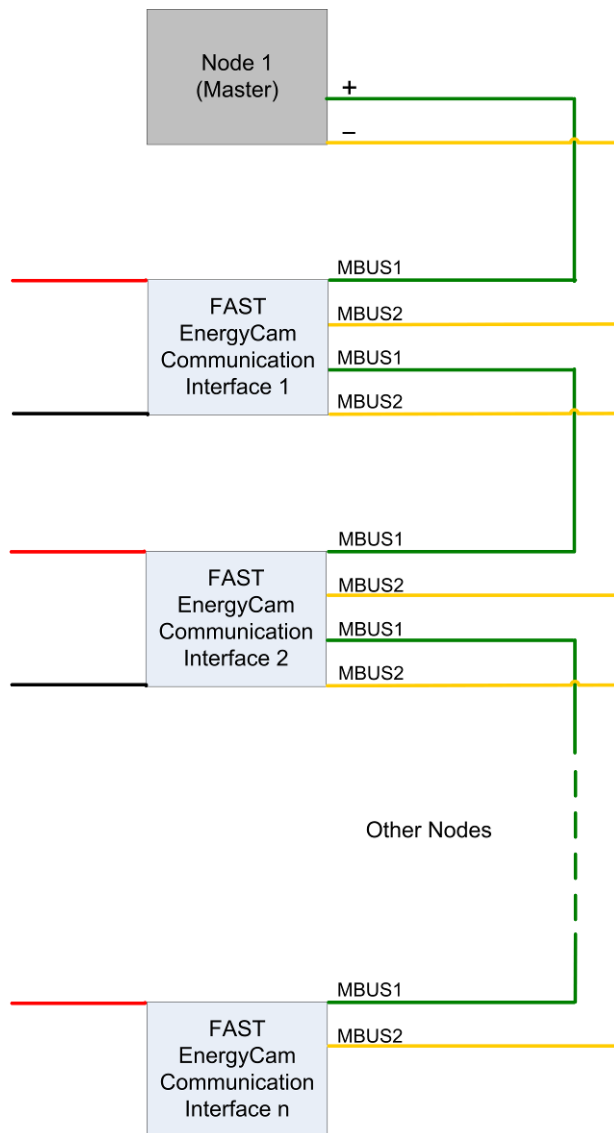 Node 1
(Master)
+
–
MBUS1
MBUS2
MBUS1
MBUS2
FAST
EnergyCam
Communication
Interface 1
MBUS1
MBUS2
MBUS1
MBUS2
FAST
EnergyCam
Communication
Interface 2
Other Nodes
MBUS1
MBUS2
FAST
EnergyCam
Communication
Interface n